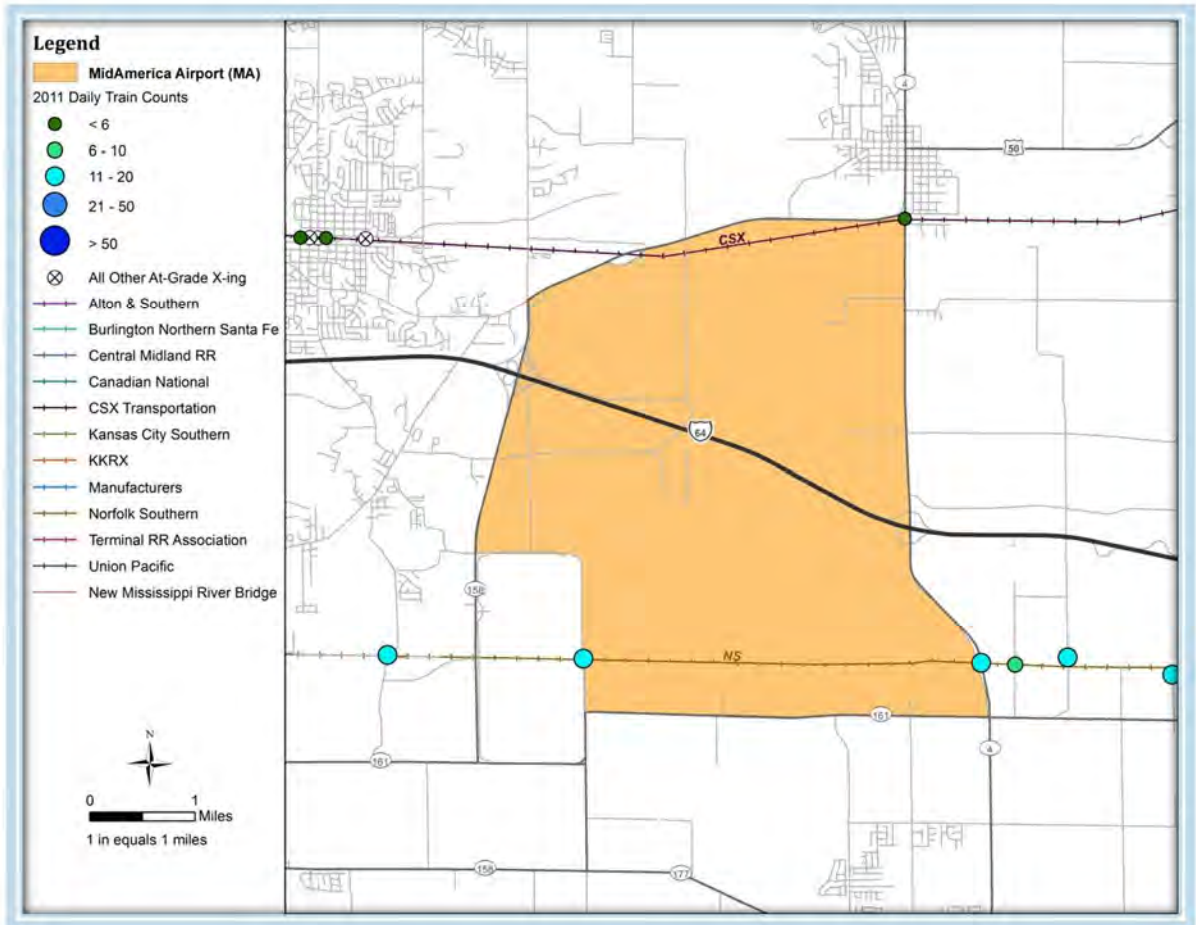 Legend
MidAmerica Airport (MA)
2011 Daily Train Counts
< 6
6 - 10
11 - 20
21 - 50
> 50
All Other At-Grade X-ing
Alton & Southern
Burlington Northern Santa Fe
Central Midland RR
Canadian National
CSX Transportation
Kansas City Southern
KKRX
Manufacturers
Norfolk Southern
Terminal RR Association
Union Pacific
New Mississippi River Bridge
N
0 1
Miles
1 in equals 1 miles
4
50
CSX
64
158
NS
161
4
161
158
177